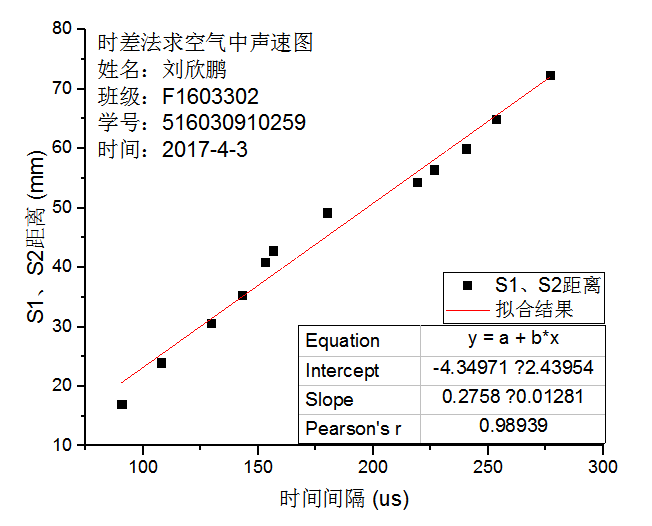 时差法求空气中声速图
姓名：刘欣鹏
班级：F1603302
学号：516030910259
时间：2017-4-3
80
70
60
50
40
30
20
10
S1、S2距离 (mm)
S1、S2距离
拟合结果
Equation y = a + b*x
Intercept -4.34971 ?2.43954
Slope 0.2758 ?0.01281
Pearson's r 0.98939
100 150 200 250 300
时间间隔 (us)